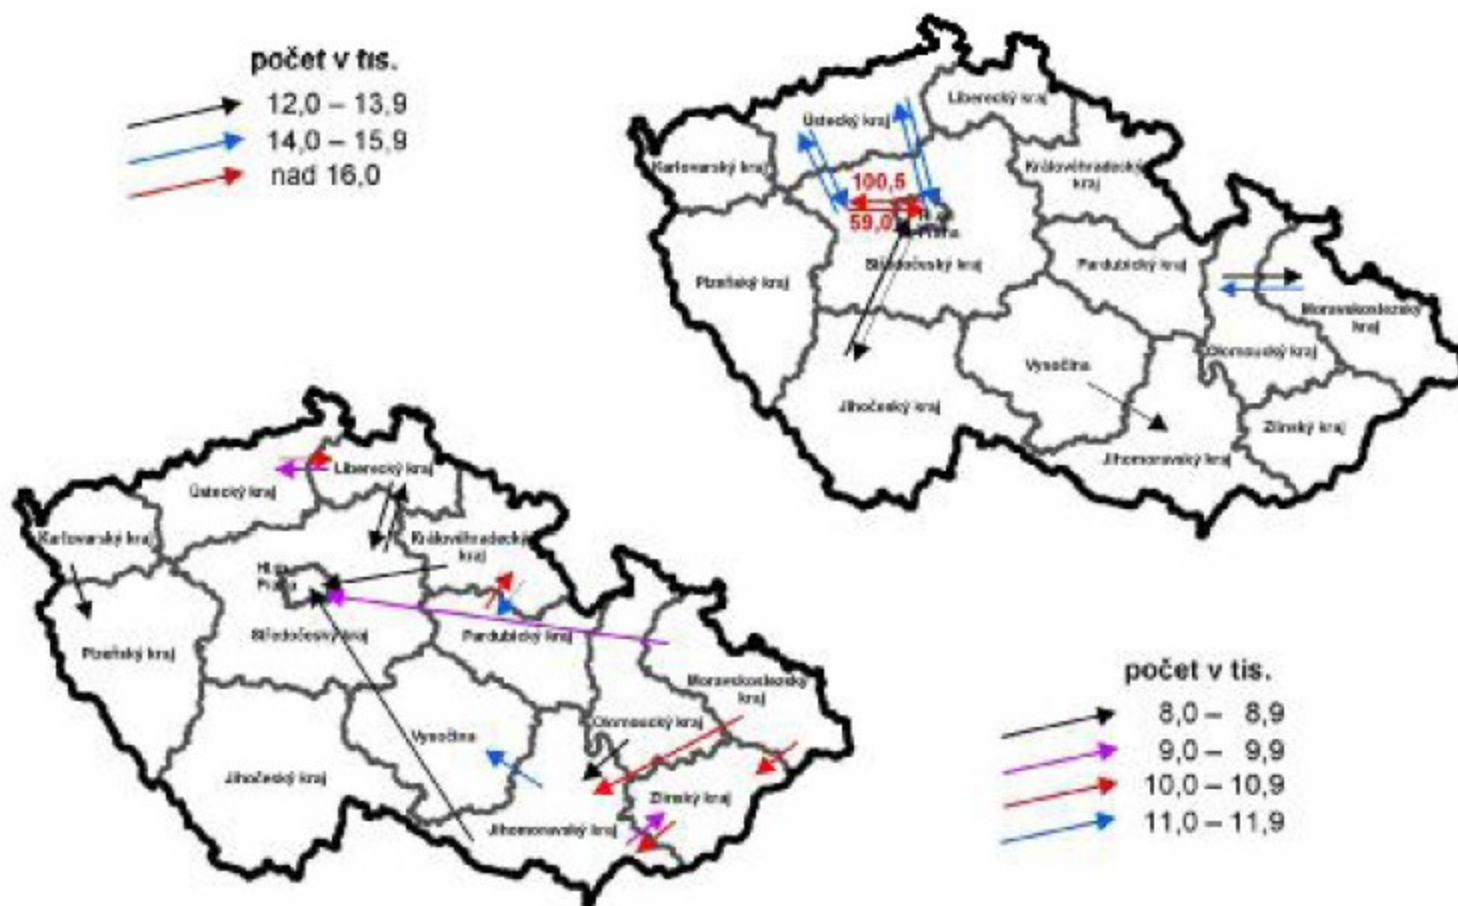 počet v tis.
12,0 – 13,9
14,0 – 15,9
nad 16,0
Liberecký kraj
Ústecký kraj
Karlovarský kraj
Královéhradecký
kraj
100,5
59,0
Praha
Středočeský kraj
Plzeňský kraj
Pardubický kraj
Moravskoslezský
kraj
Olomoucký kraj
Vysočina
Jihočeský kraj
Zlínský kraj
Jihomoravský kraj
Liberecký kraj
Ústecký kraj
Karlovarský kraj
Královéhradecký
kraj
Hl.m.
Praha
Středočeský kraj
Pardubický kraj
Plzeňský kraj
Moravskoslezský
kraj
Olomoucký kraj
Vysočina
Jihočeský kraj
Zlínský kraj
Jihomoravský kraj
počet v tis.
8,0 – 8,9
9,0 – 9,9
10,0 – 10,9
11,0 – 11,9